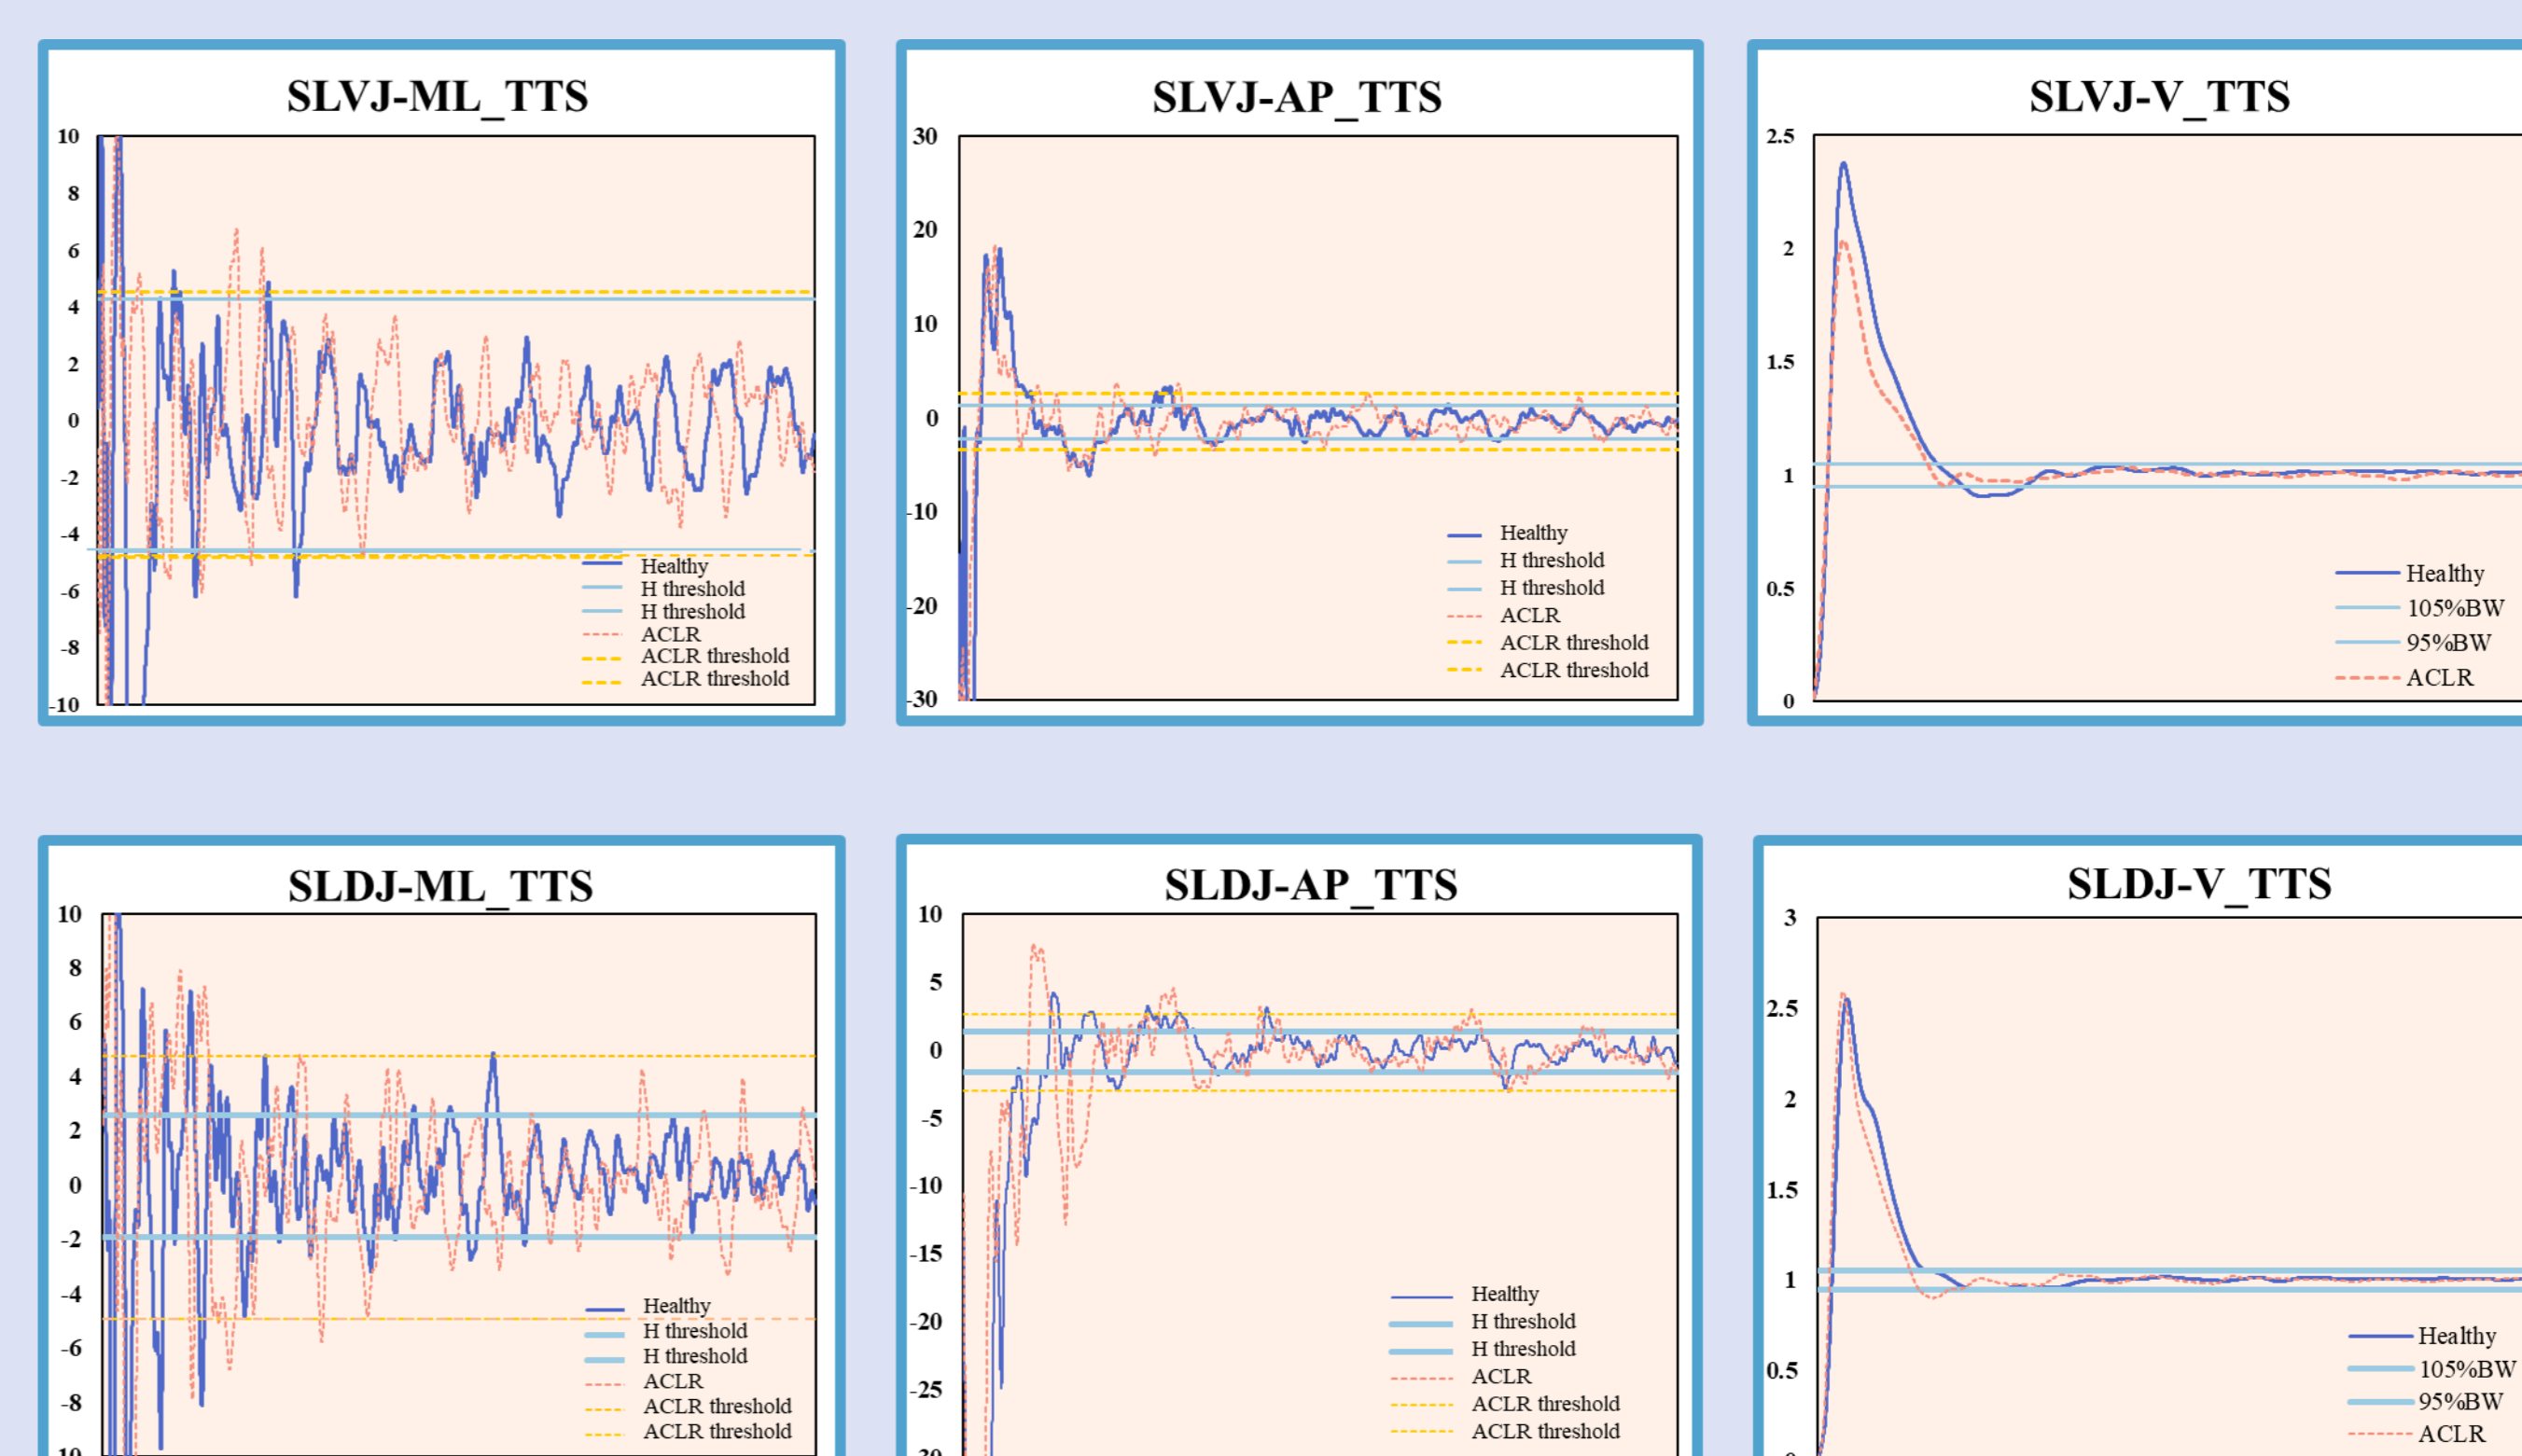 SLVJ-ML_TTS
10
8
6
4
2
0
-2
-4
-6
-8
-10
Healthy
H threshold
H threshold
ACLR
ACLR threshold
ACLR threshold
SLVJ-AP_TTS
30
20
10
0
-10
-20
-30
Healthy
H threshold
H threshold
ACLR
ACLR threshold
ACLR threshold
SLVJ-V_TTS
2.5
2
1.5
1
0.5
0
Healthy
105%BW
95%BW
ACLR
SLDJ-ML_TTS
10
8
6
4
2
0
-2
-4
-6
-8
Healthy
H threshold
H threshold
ACLR
ACLR threshold
ACLR threshold
SLDJ-AP_TTS
10
5
0
-5
-10
-15
-20
-25
Healthy
H threshold
H threshold
ACLR
ACLR threshold
ACLR threshold
SLDJ-V_TTS
3
2.5
2
1.5
1
0.5
Healthy
105%BW
95%BW
ACLR